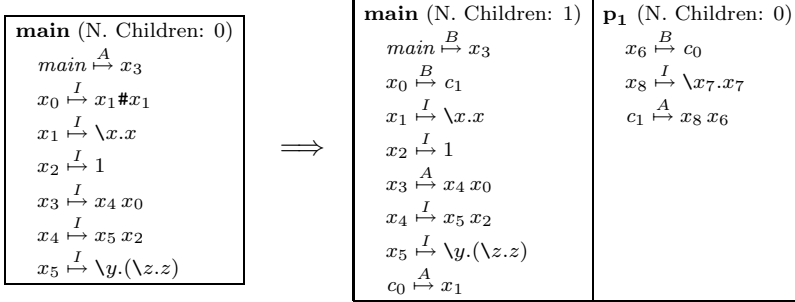 main (N. Children: 0)
main ↦^A x₃
x₀ ↦^I x₁#x₁
x₁ ↦^I \x.x
x₂ ↦^I 1
x₃ ↦^I x₄ x₀
x₄ ↦^I x₅ x₂
x₅ ↦^I \y.(\z.z)
⟹
main (N. Children: 1)
main ↦^B x₃
x₀ ↦^B c₁
x₁ ↦^I \x.x
x₂ ↦^I 1
x₃ ↦^A x₄ x₀
x₄ ↦^I x₅ x₂
x₅ ↦^I \y.(\z.z)
c₀ ↦^A x₁
p₁ (N. Children: 0)
x₆ ↦^B c₀
x₈ ↦^I \x₇.x₇
c₁ ↦^A x₈ x₆